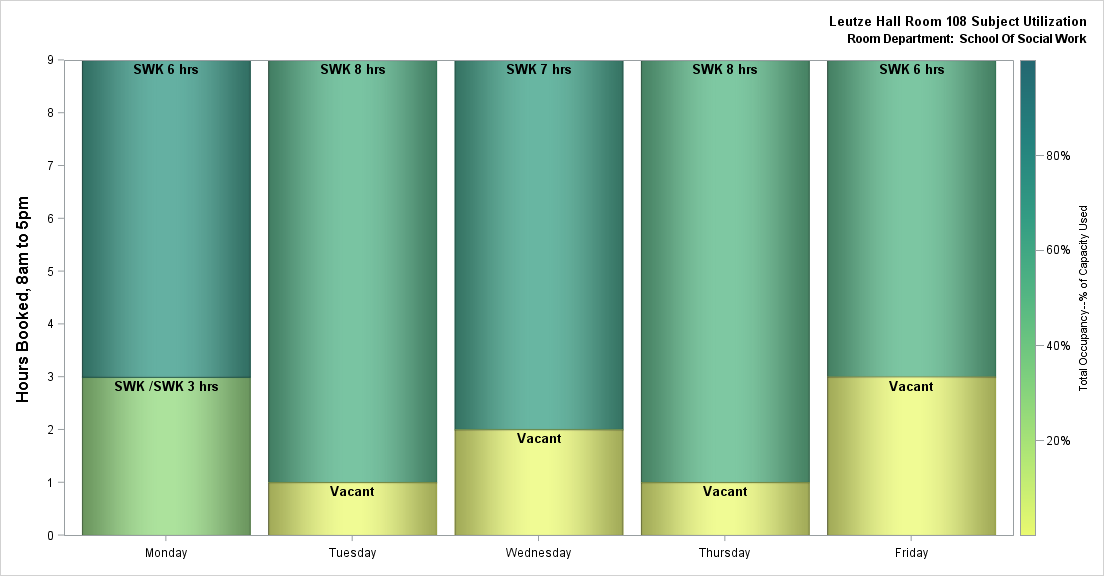 Leutze Hall Room 108 Subject Utilization
Room Department: School Of Social Work
Hours Booked, 8am to 5pm
9
8
7
6
5
4
3
2
1
0
SWK 6 hrs
SWK 8 hrs
SWK 7 hrs
SWK 8 hrs
SWK 6 hrs
SWK /SWK 3 hrs
Vacant
Vacant
Vacant
Vacant
Monday
Tuesday
Wednesday
Thursday
Friday
80%
60%
40%
20%
Total Occupancy--% of Capacity Used